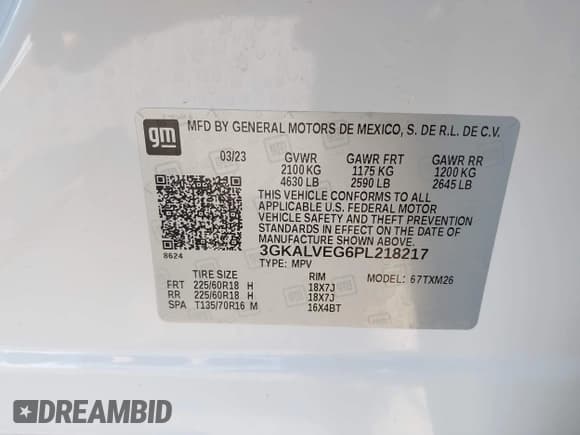 gm MFD BY GENERAL MOTORS DE MEXICO, S. DE R.L. DE C.V.
03/23 GVWR GAWR FRT GAWR RR
2100 KG 1175 KG 1200 KG
4630 LB 2590 LB 2645 LB
THIS VEHICLE CONFORMS TO ALL
APPLICABLE U.S. FEDERAL MOTOR
VEHICLE SAFETY AND THEFT PREVENTION
STANDARDS IN EFFECT ON THE DATE OF
MANUFACTURE SHOWN ABOVE.
8624 3GKALVEG6PL218217
TYPE: MPV MODEL: 67TXM26
TIRE SIZE RIM
FRT 225/60R18 H 18X7J
RR 225/60R18 H 18X7J
SPA T135/70R16 M 16X4BT
DREAMBID